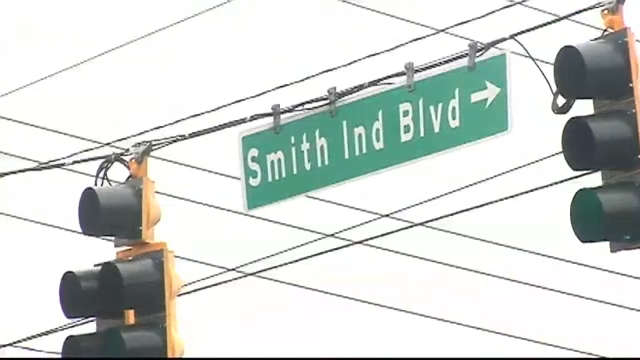 Smith Ind Blvd →